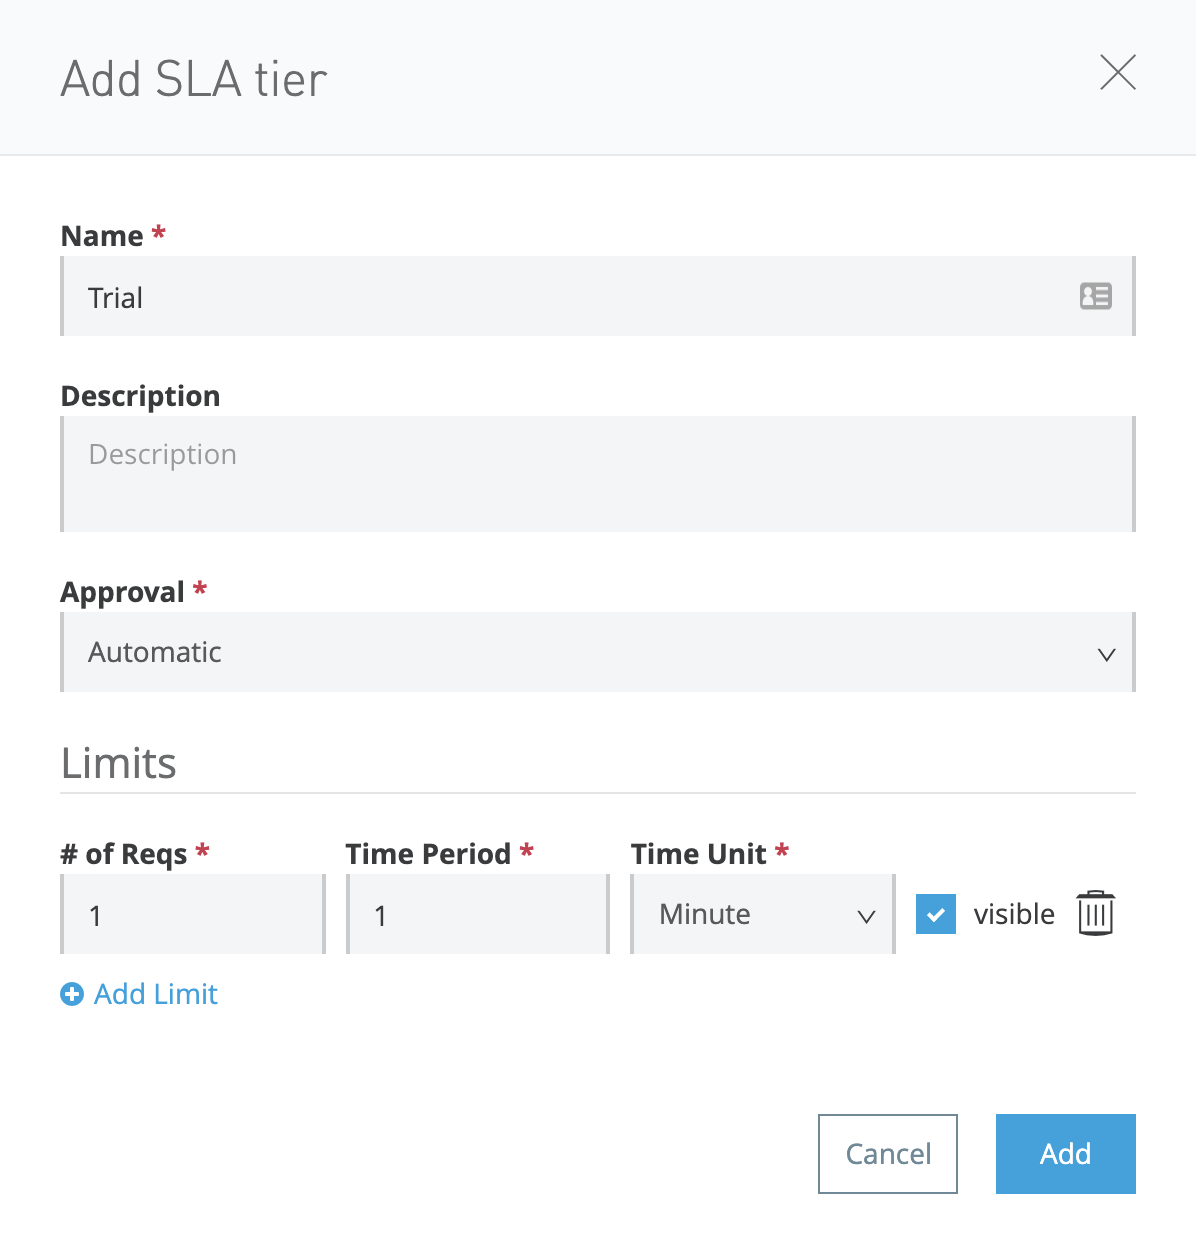 Add SLA tier
Name *
Trial
Description
Description
Approval *
Automatic
Limits
# of Reqs * Time Period * Time Unit *
1 1 Minute visible
Add Limit
Cancel Add